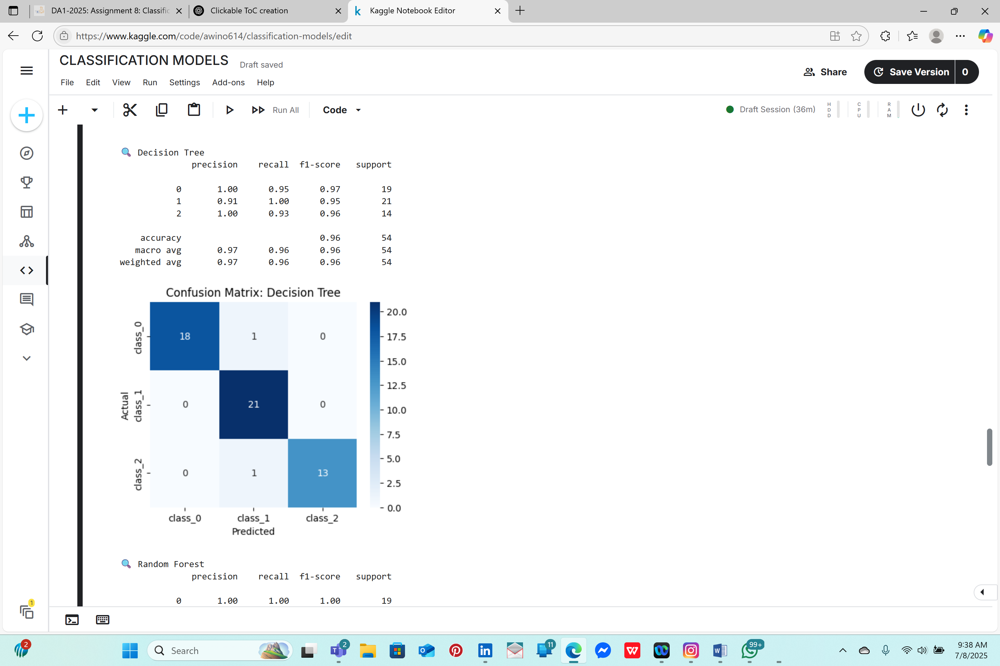 DA1-2025: Assignment 8: Classific
Clickable ToC creation
Kaggle Notebook Editor
https://www.kaggle.com/code/awino614/classification-models/edit
CLASSIFICATION MODELS Draft saved
Share
Save Version 0
File Edit View Run Settings Add-ons Help
Run All
Code
Draft Session (36m)
HDD
CPU
RAM
Decision Tree
precision recall f1-score support
0 1.00 0.95 0.97 19
1 0.91 1.00 0.95 21
2 1.00 0.93 0.96 14
accuracy 0.96 54
macro avg 0.97 0.96 0.96 54
weighted avg 0.97 0.96 0.96 54
Confusion Matrix: Decision Tree
20.0
17.5
15.0
12.5
10.0
7.5
5.0
2.5
0.0
Actual
class_0 18 1 0
class_1 0 21 0
class_2 0 1 13
class_0 class_1 class_2
Predicted
Random Forest
precision recall f1-score support
0 1.00 1.00 1.00 19
1
2
Search
2
11
99+
9:38 AM
7/8/2025